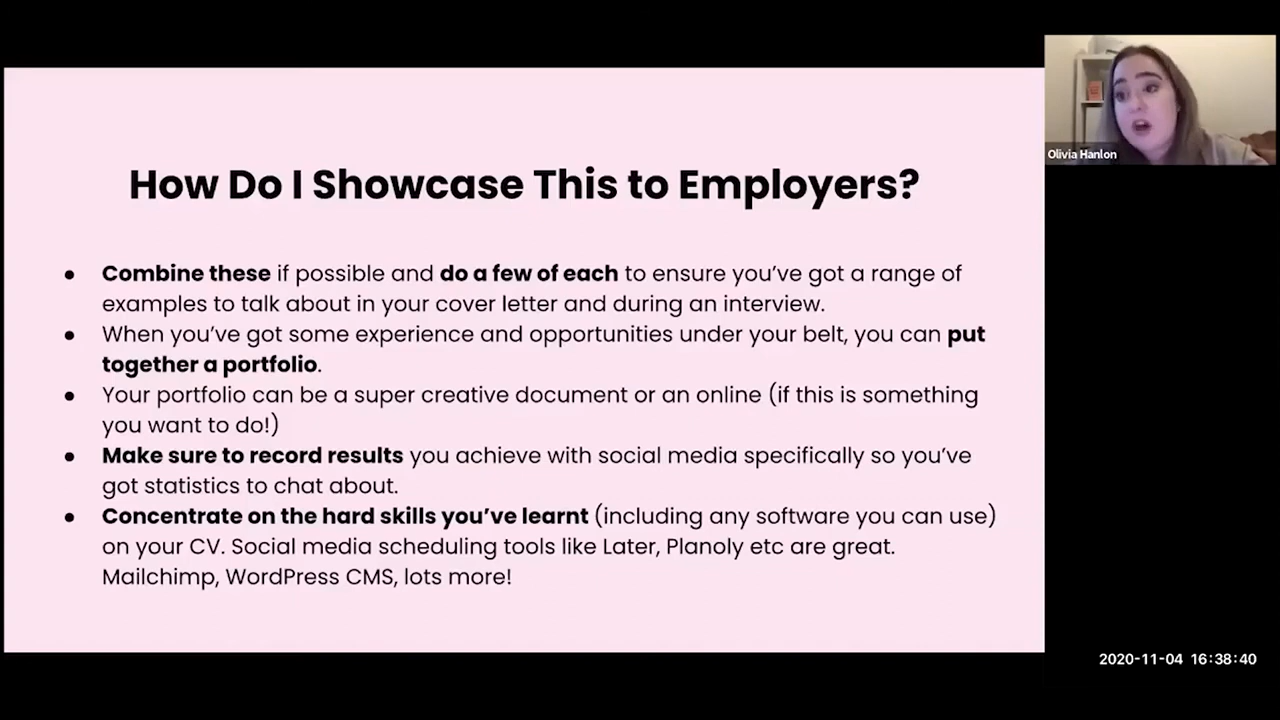 Olivia Hanlon
How Do I Showcase This to Employers?
● Combine these if possible and do a few of each to ensure you’ve got a range of
examples to talk about in your cover letter and during an interview.
● When you’ve got some experience and opportunities under your belt, you can put
together a portfolio.
● Your portfolio can be a super creative document or an online (if this is something
you want to do!)
● Make sure to record results you achieve with social media specifically so you’ve
got statistics to chat about.
● Concentrate on the hard skills you’ve learnt (including any software you can use)
on your CV. Social media scheduling tools like Later, Planoly etc are great.
Mailchimp, WordPress CMS, lots more!
2020-11-04 16:38:40